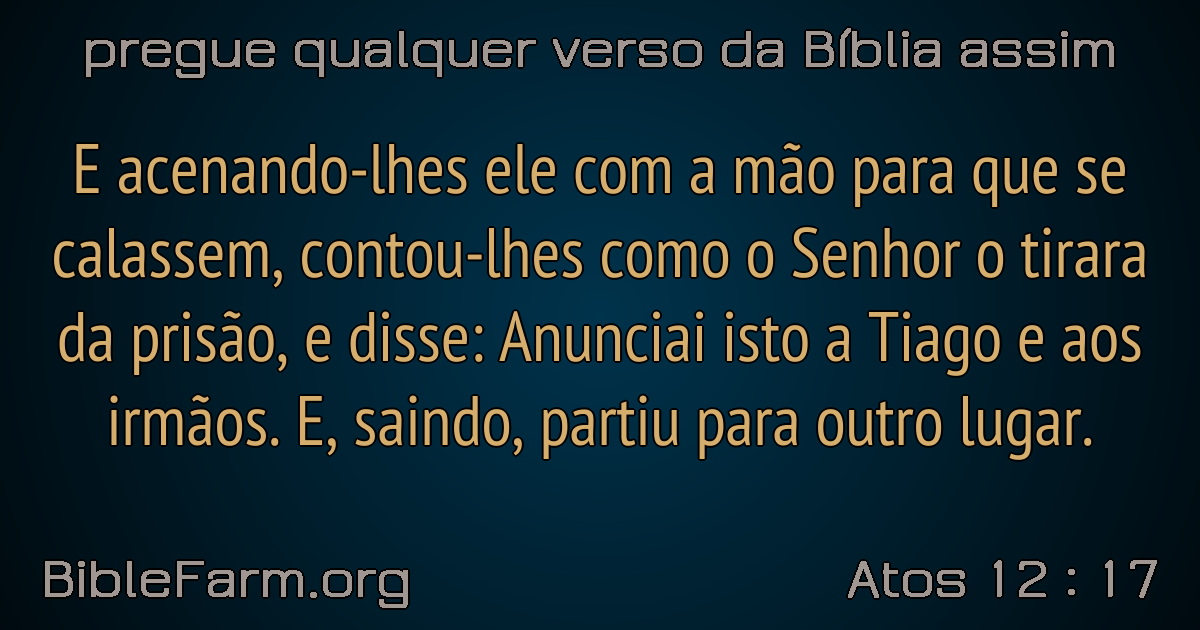 pregue qualquer verso da Bíblia assim
E acenando-lhes ele com a mão para que se
calassem, contou-lhes como o Senhor o tirara
da prisão, e disse: Anunciai isto a Tiago e aos
irmãos. E, saindo, partiu para outro lugar.
BibleFarm.org
Atos 12 : 17